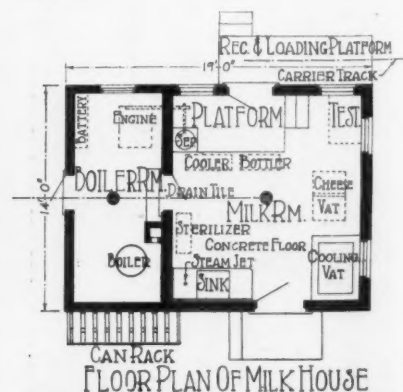 REC. & LOADING PLATFORM
19'-0"
CARRIER TRACK
BATTERY
ENGINE
PLATFORM
TEST
SEP
COOLER BOTTLER
BOILER RM.
DRAIN TILE
CHEESE VAT
14'-0"
MILK RM.
STERILIZER
CONCRETE FLOOR
BOILER
STEAM JET
COOLING VAT
SINK
CAN RACK
FLOOR PLAN OF MILK HOUSE